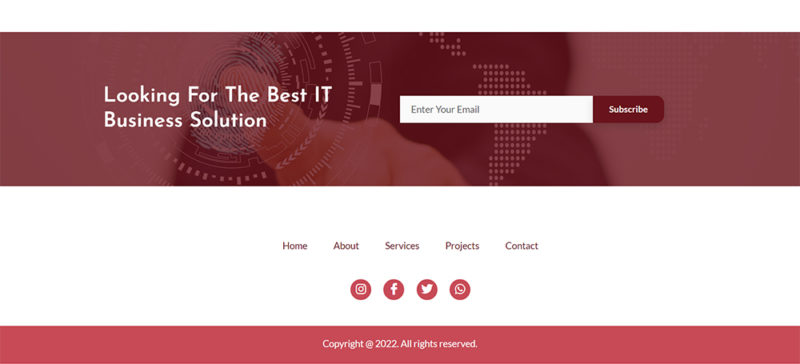 Looking For The Best IT
Business Solution
Enter Your Email
Subscribe
Home About Services Projects Contact
Copyright @ 2022. All rights reserved.